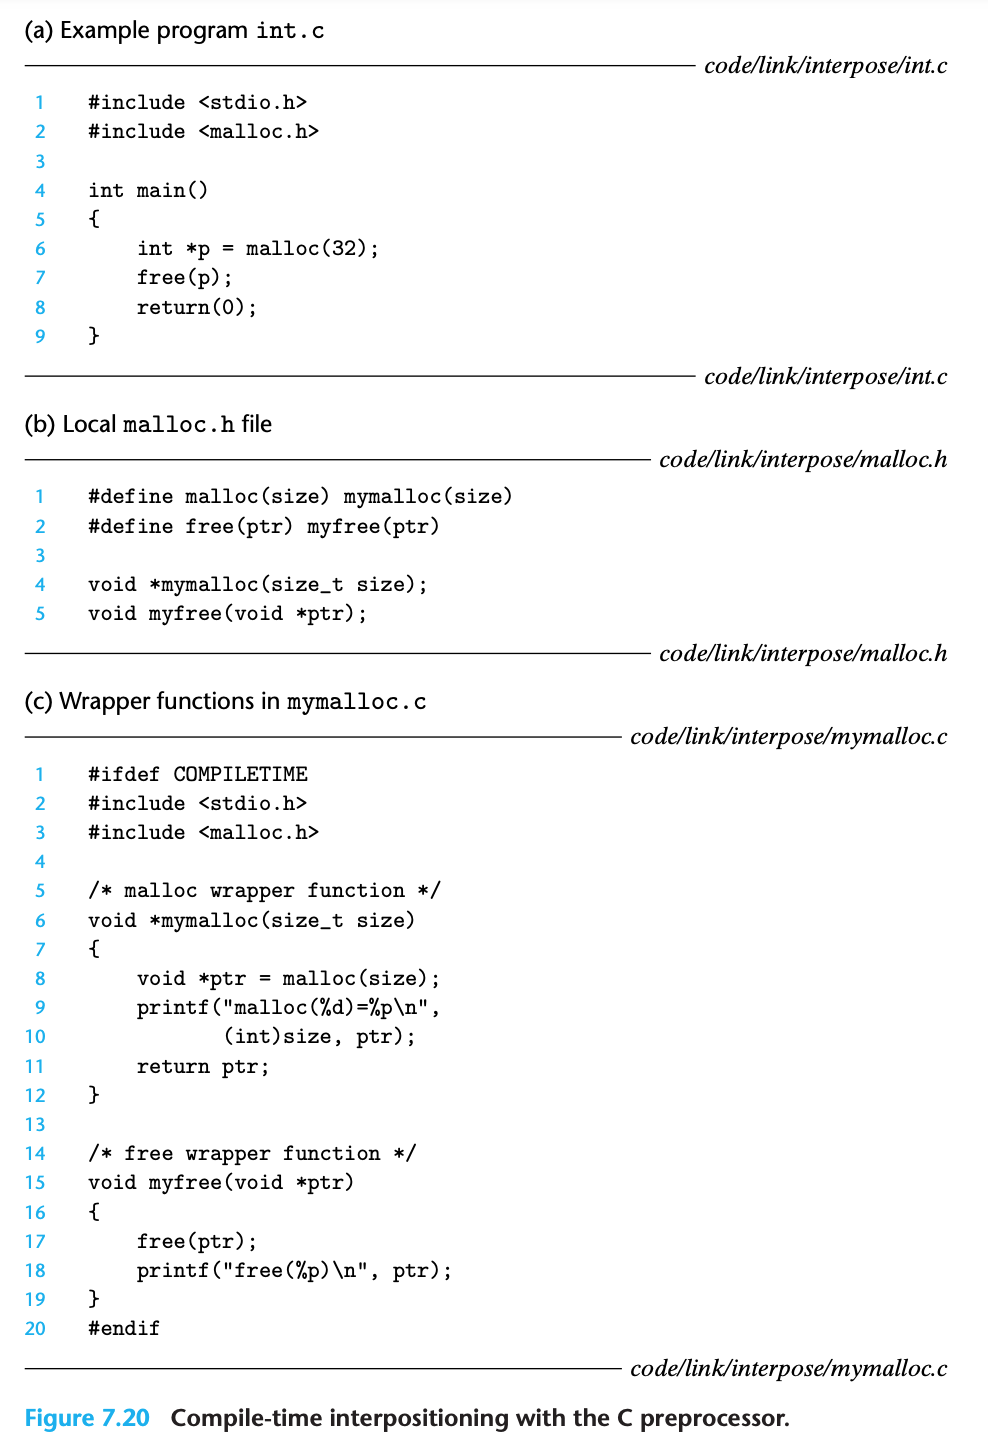 (a) Example program int.c
code/link/interpose/int.c
1 #include <stdio.h>
2 #include <malloc.h>
3
4 int main()
5 {
6     int *p = malloc(32);
7     free(p);
8     return(0);
9 }
code/link/interpose/int.c
(b) Local malloc.h file
code/link/interpose/malloc.h
1 #define malloc(size) mymalloc(size)
2 #define free(ptr) myfree(ptr)
3
4 void *mymalloc(size_t size);
5 void myfree(void *ptr);
code/link/interpose/malloc.h
(c) Wrapper functions in mymalloc.c
code/link/interpose/mymalloc.c
1 #ifdef COMPILETIME
2 #include <stdio.h>
3 #include <malloc.h>
4
5 /* malloc wrapper function */
6 void *mymalloc(size_t size)
7 {
8     void *ptr = malloc(size);
9     printf("malloc(%d)=%p\n",
10            (int)size, ptr);
11     return ptr;
12 }
13
14 /* free wrapper function */
15 void myfree(void *ptr)
16 {
17     free(ptr);
18     printf("free(%p)\n", ptr);
19 }
20 #endif
code/link/interpose/mymalloc.c
Figure 7.20 Compile-time interpositioning with the C preprocessor.